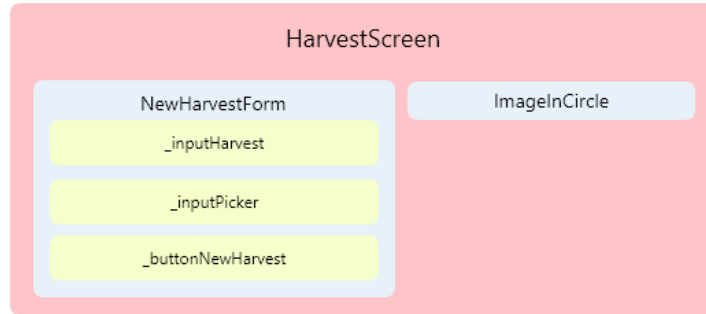 HarvestScreen
NewHarvestForm
_inputHarvest
_inputPicker
_buttonNewHarvest
ImageInCircle